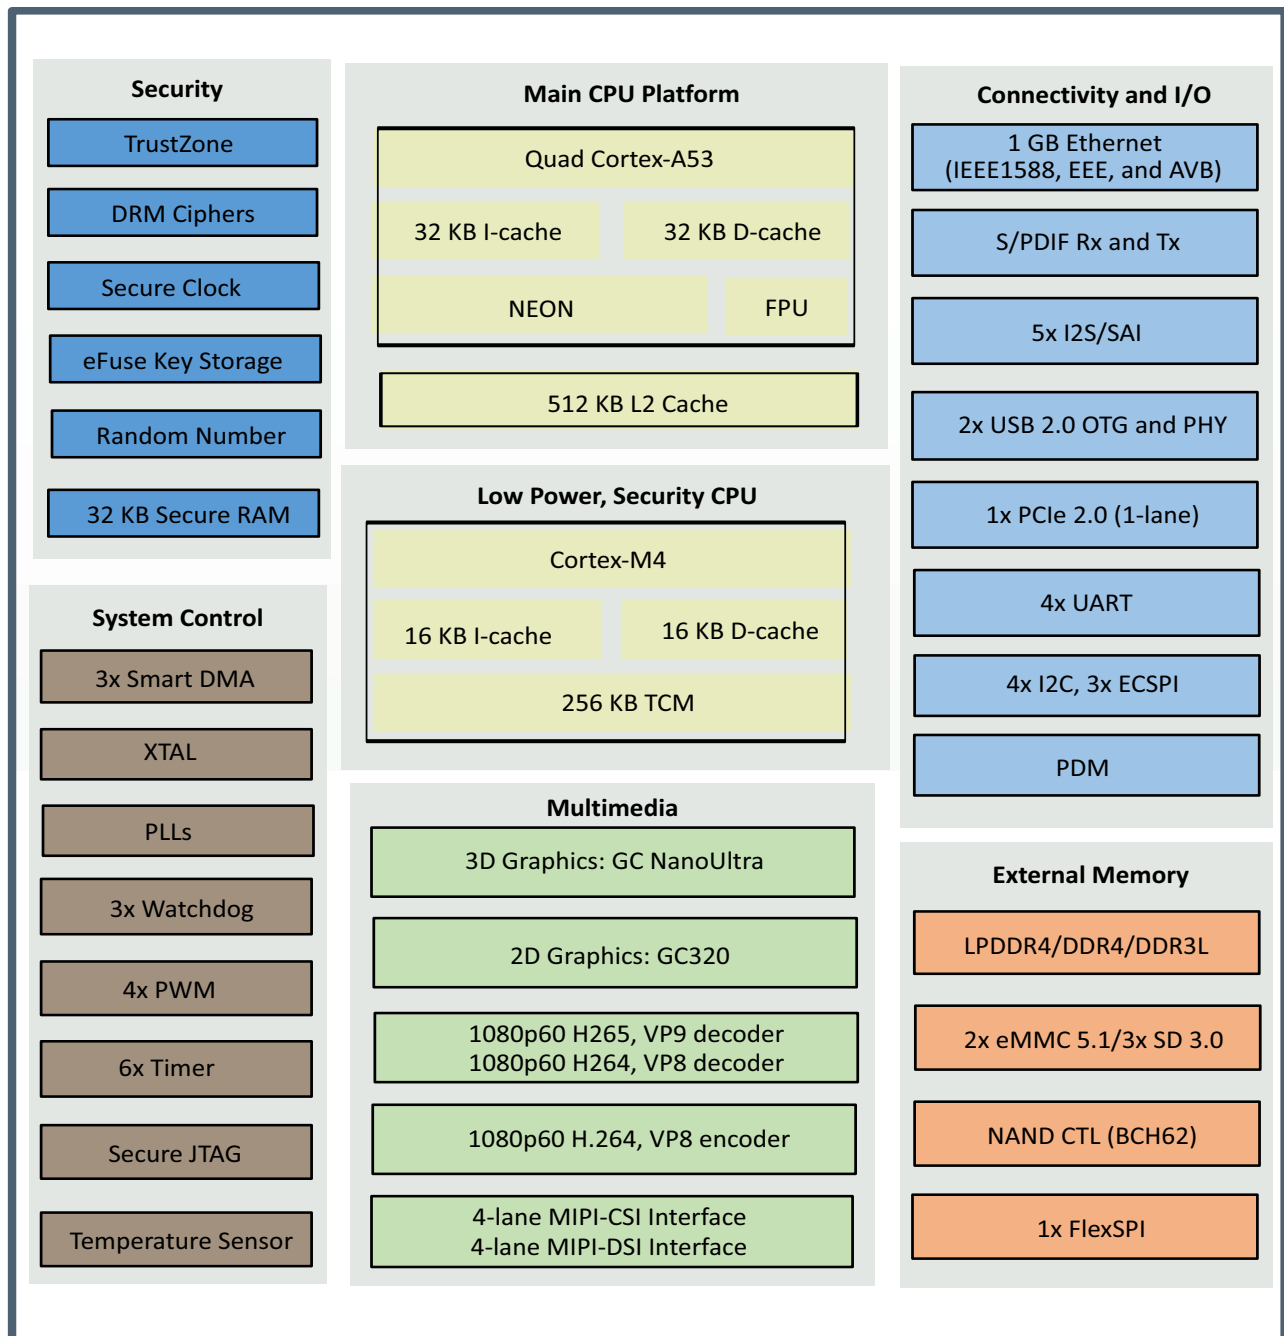 Security
TrustZone
DRM Ciphers
Secure Clock
eFuse Key Storage
Random Number
32 KB Secure RAM
System Control
3x Smart DMA
XTAL
PLLs
3x Watchdog
4x PWM
6x Timer
Secure JTAG
Temperature Sensor
Main CPU Platform
Quad Cortex-A53
32 KB I-cache
32 KB D-cache
NEON
FPU
512 KB L2 Cache
Low Power, Security CPU
Cortex-M4
16 KB I-cache
16 KB D-cache
256 KB TCM
Multimedia
3D Graphics: GC NanoUltra
2D Graphics: GC320
1080p60 H265, VP9 decoder
1080p60 H264, VP8 decoder
1080p60 H.264, VP8 encoder
4-lane MIPI-CSI Interface
4-lane MIPI-DSI Interface
Connectivity and I/O
1 GB Ethernet
(IEEE1588, EEE, and AVB)
S/PDIF Rx and Tx
5x I2S/SAI
2x USB 2.0 OTG and PHY
1x PCIe 2.0 (1-lane)
4x UART
4x I2C, 3x ECSPI
PDM
External Memory
LPDDR4/DDR4/DDR3L
2x eMMC 5.1/3x SD 3.0
NAND CTL (BCH62)
1x FlexSPI